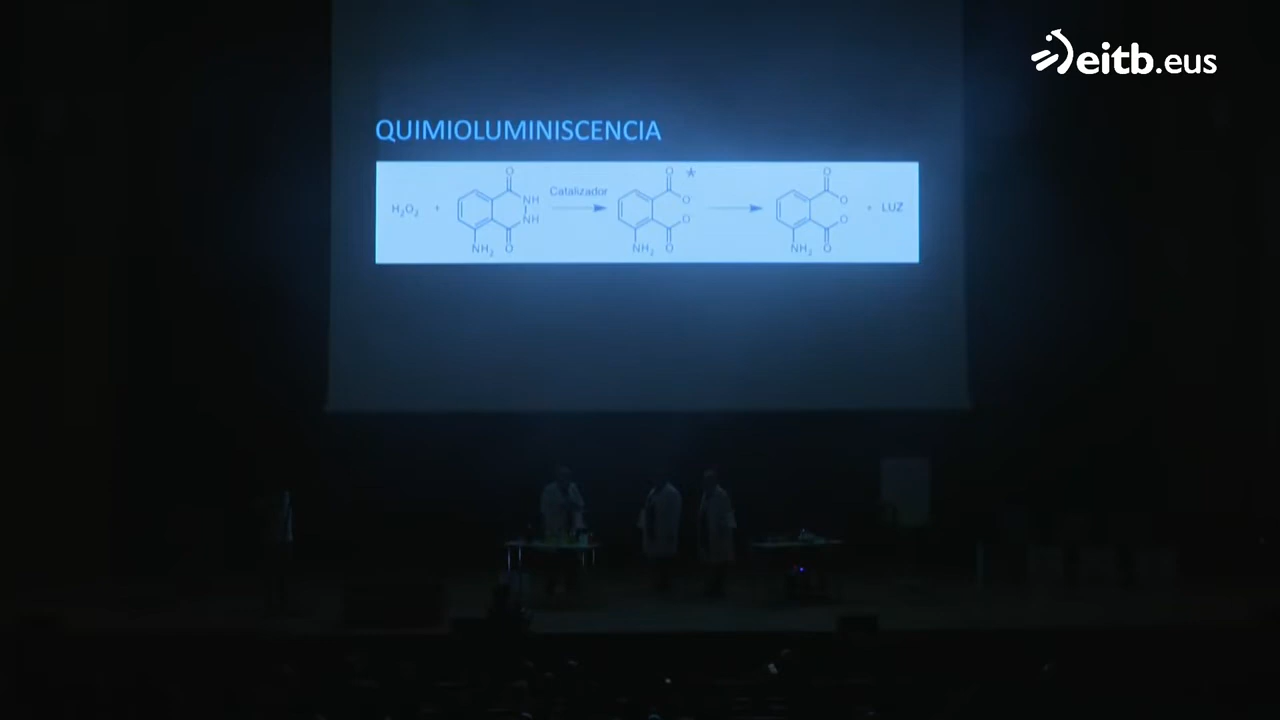 eitb.eus
QUIMIOLUMINISCENCIA
H₂O₂ + O NH NH O NH₂ Catalizador O O O O NH₂ * O O O O NH₂ + LUZ